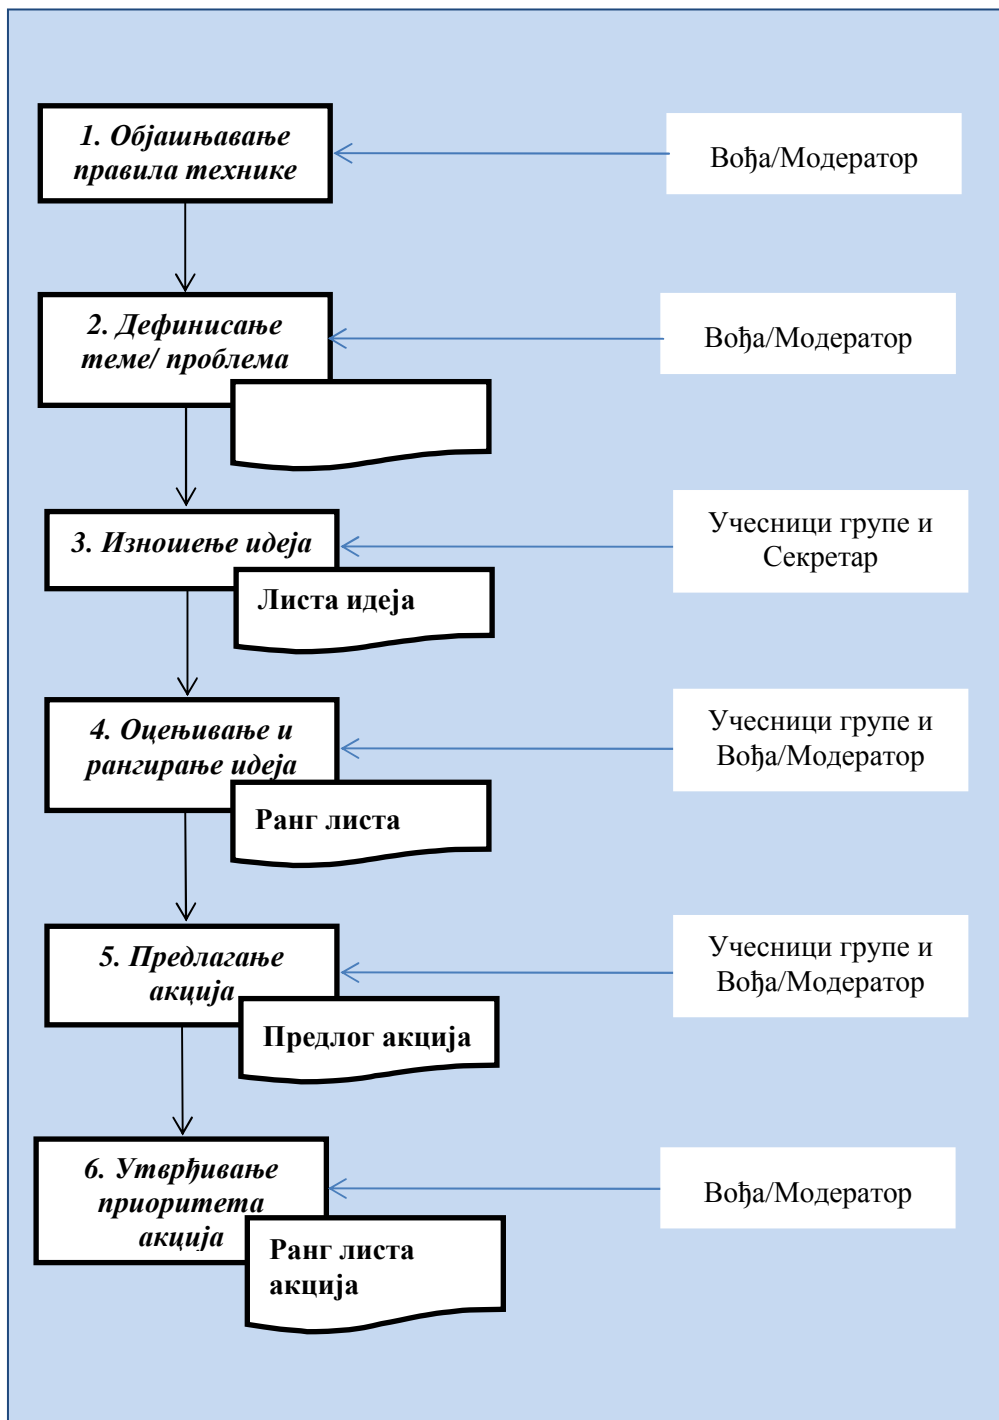 1. Објашњавање
правила технике
Вођа/Модератор
2. Дефинисање
теме/ проблема
Вођа/Модератор
3. Изношење идеја
Учесници групе и
Секретар
Листа идеја
4. Оцењивање и
рангирање идеја
Учесници групе и
Вођа/Модератор
Ранг листа
5. Предлагање
акција
Учесници групе и
Вођа/Модератор
Предлог акција
6. Утврђивање
приоритета
акција
Вођа/Модератор
Ранг листа
акција